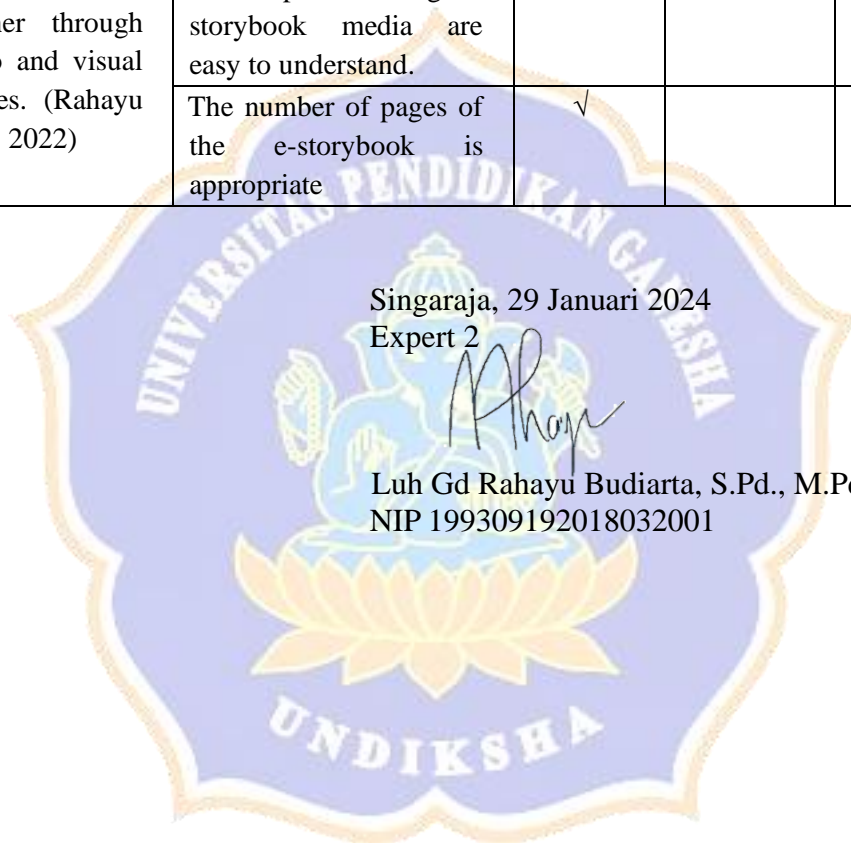 her through
and visual
es. (Rahayu
2022)
storybook media are
easy to understand.
The number of pages of
the e-storybook is
appropriate
√
UNIVERSITAS PENDIDIKAN GANESHA
Singaraja, 29 Januari 2024
Expert 2
Luh Gd Rahayu Budiarta, S.Pd., M.Pd
NIP 199309192018032001
UNDIKSHA